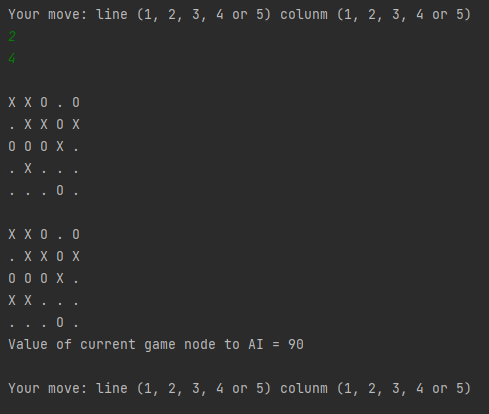 Your move: line (1, 2, 3, 4 or 5) colunm (1, 2, 3, 4 or 5)
2
4
X X O . O
. X X O X
O O O X .
. X . . .
. . . O .
X X O . O
. X X O X
O O O X .
X X . . .
. . . O .
Value of current game node to AI = 90
Your move: line (1, 2, 3, 4 or 5) colunm (1, 2, 3, 4 or 5)